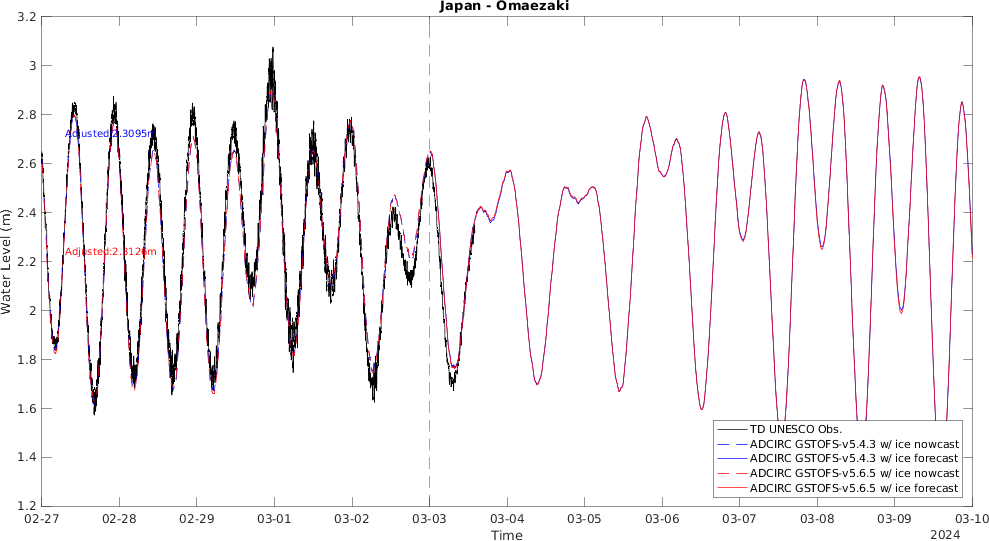 Japan - Omaezaki
3.2
3
2.8
2.6
2.4
2.2
2
1.8
1.6
1.4
1.2
Water Level (m)
Adjusted:2.3095m
Adjusted:2.3126m
TD UNESCO Obs.
ADCIRC GSTOFS-v5.4.3 w/ ice nowcast
ADCIRC GSTOFS-v5.4.3 w/ ice forecast
ADCIRC GSTOFS-v5.6.5 w/ ice nowcast
ADCIRC GSTOFS-v5.6.5 w/ ice forecast
02-27 02-28 02-29 03-01 03-02 03-03 03-04 03-05 03-06 03-07 03-08 03-09 03-10
Time
2024